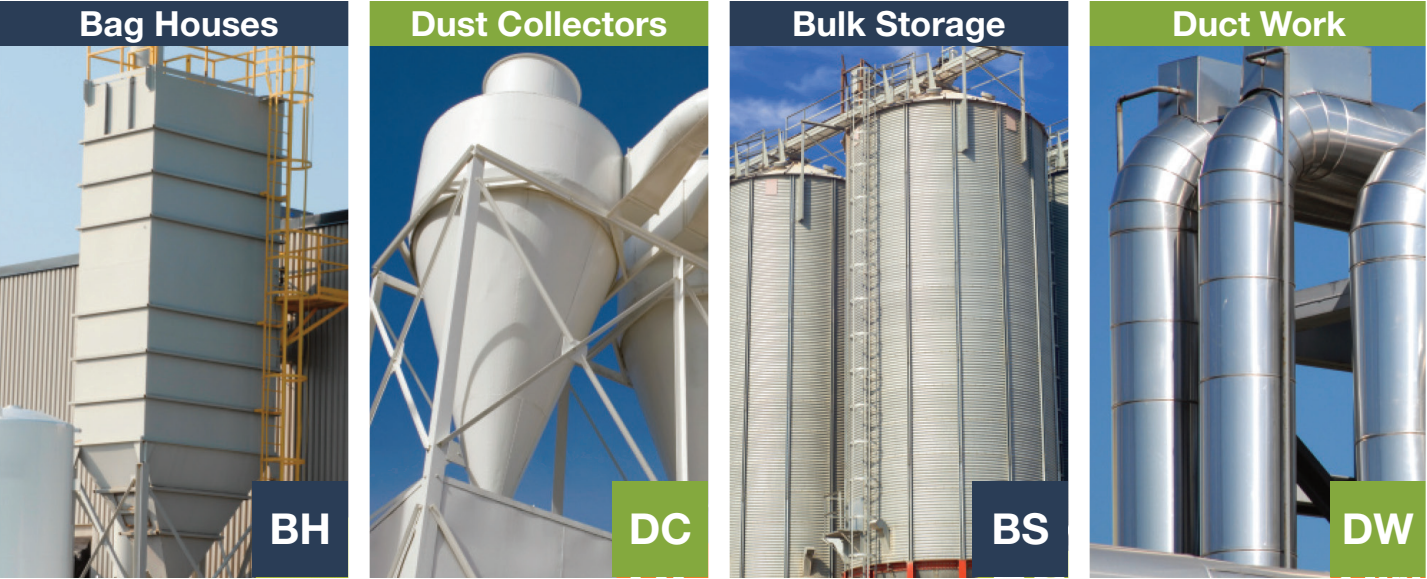 Bag Houses
Dust Collectors
Bulk Storage
Duct Work
BH
DC
BS
DW